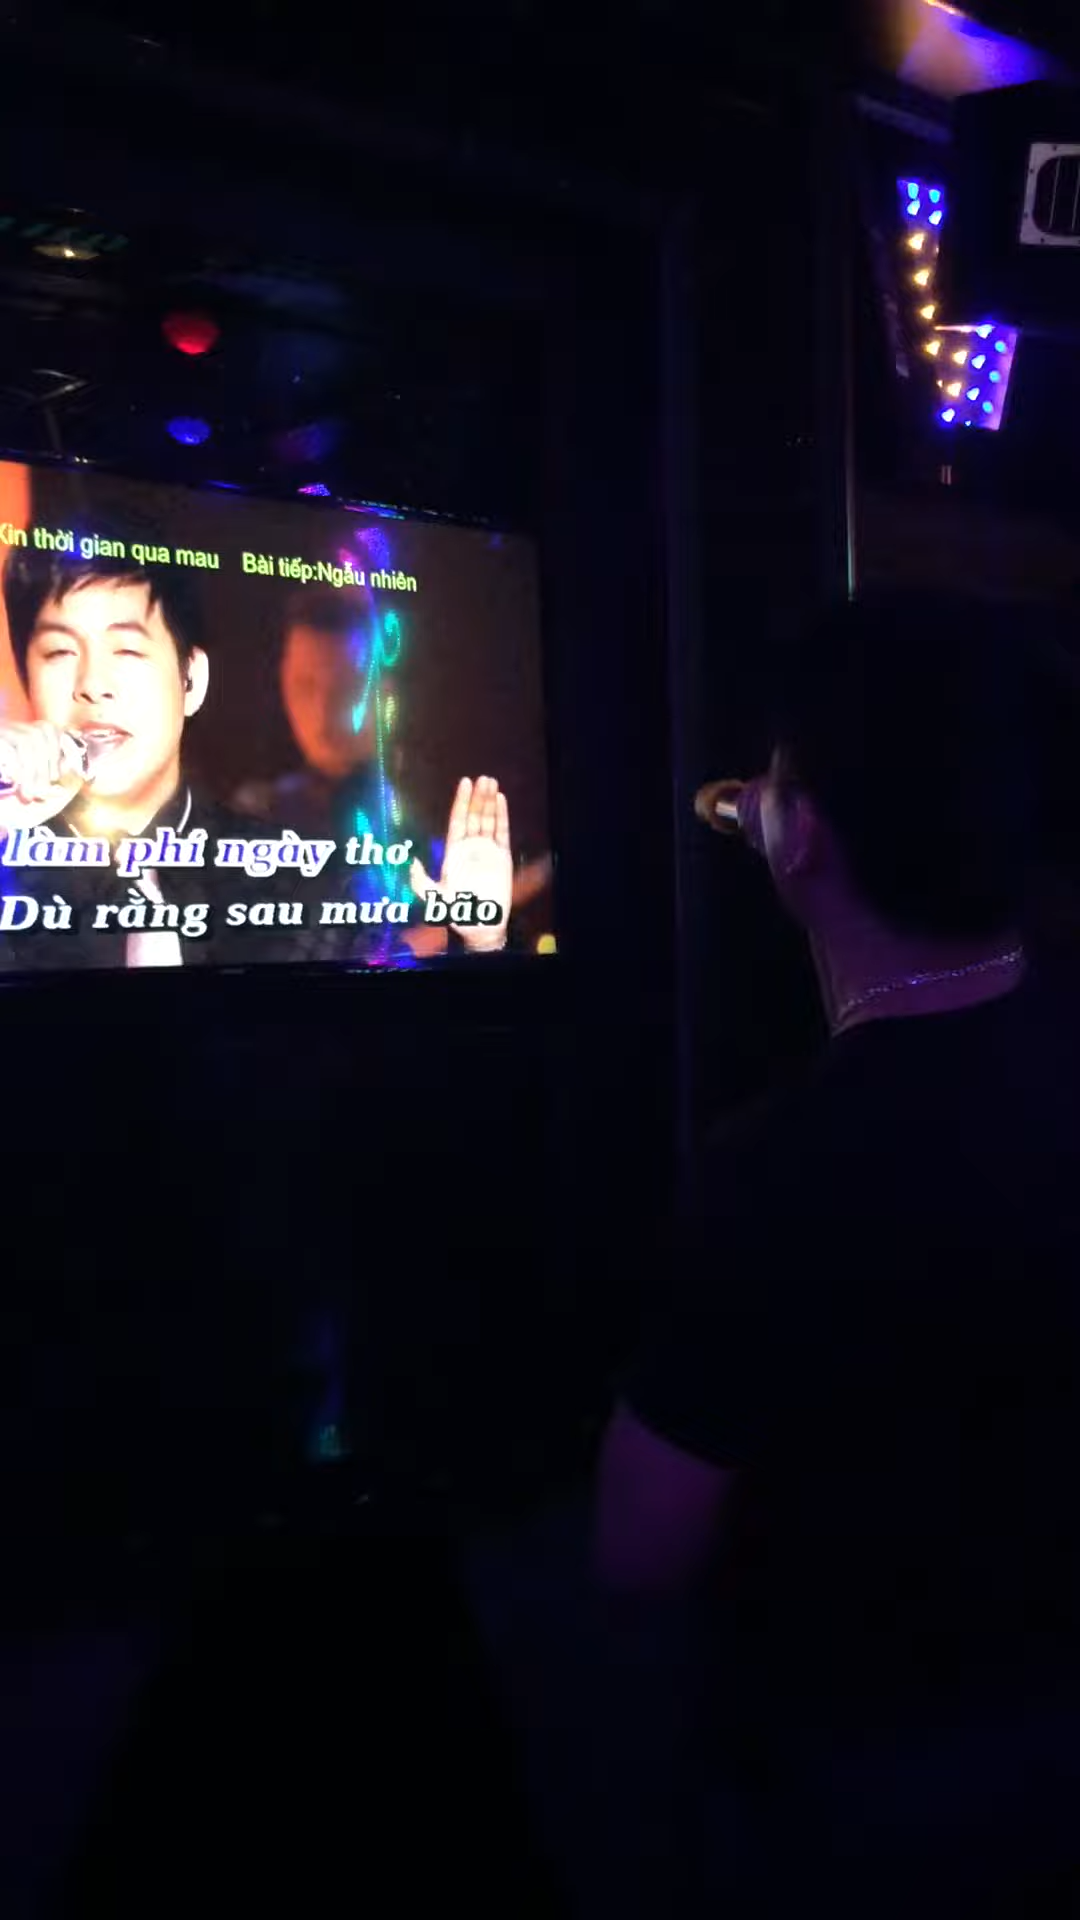 Xin thời gian qua mau Bài tiếp:Ngẫu nhiên
làm phí ngày thơ
Dù rằng sau mưa bão